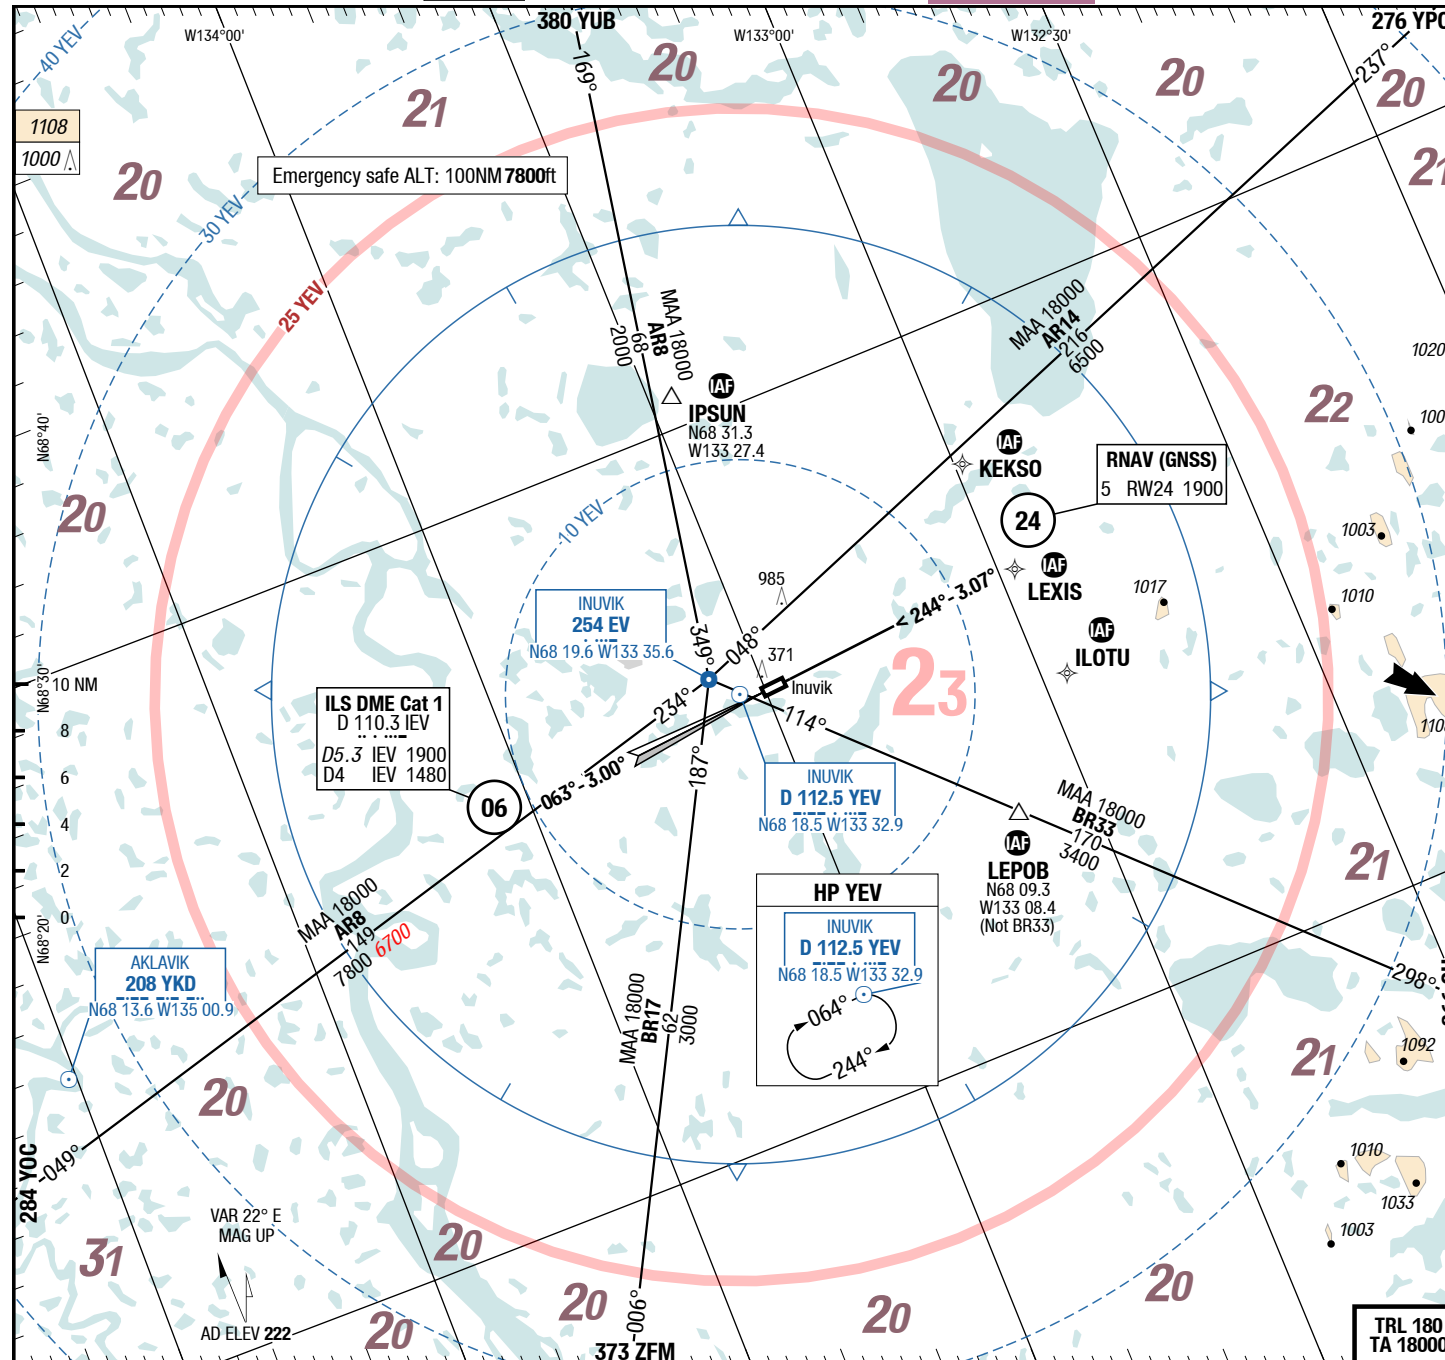 380 YUB
276 YPC
W134°00'
W133°00'
W132°30'
40 YEV
169°
237°
20
20
20
20
21
1108
1000
20
21
Emergency safe ALT: 100NM 7800ft
30 YEV
25 YEV
MAA 18000
AR8
68
2000
MAA 18000
AR14
216
6500
1020
IAF
IPSUN
N68 31.3
W133 27.4
22
N68°40'
IAF
KEKSO
RNAV (GNSS)
5 RW24 1900
24
20
10 YEV
1003
985
IAF
LEXIS
< 244°- 3.07°
1017
1010
INUVIK
254 EV
N68 19.6 W133 35.6
349°
048°
371
IAF
ILOTU
Inuvik
23
N68°30'
10 NM
8
6
4
2
0
ILS DME Cat 1
D 110.3 IEV
D5.3 IEV 1900
D4 IEV 1480
234°
114°
063°- 3.00°
187°
06
INUVIK
D 112.5 YEV
N68 18.5 W133 32.9
MAA 18000
BR33
170
3400
IAF
LEPOB
N68 09.3
W133 08.4
(Not BR33)
21
HP YEV
INUVIK
D 112.5 YEV
N68 18.5 W133 32.9
064°
244°
MAA 18000
AR8
149
7800 6700
N68°20'
AKLAVIK
208 YKD
N68 13.6 W135 00.9
298°
MAA 18000
BR17
62
3000
1092
21
20
049°
284 YOC
1010
1033
1003
VAR 22° E
MAG UP
31
20
20
20
20
20
AD ELEV 222
006°
373 ZFM
TRL 180
TA 18000